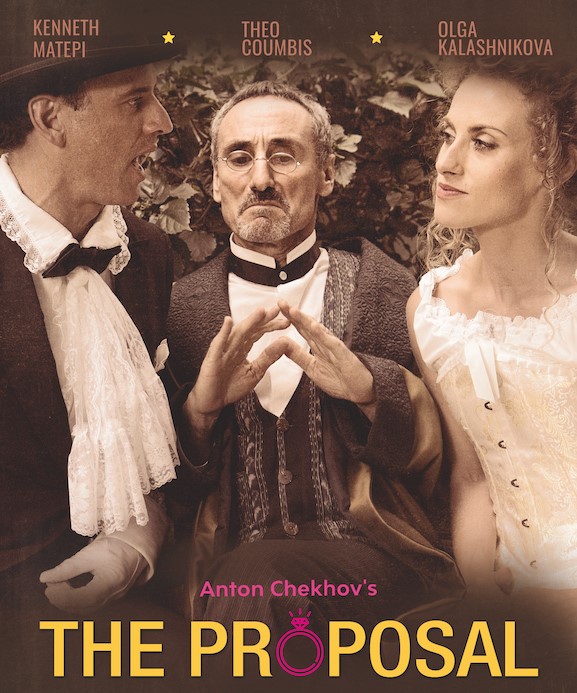 KENNETH
MATEPI
THEO
COUMBIS
OLGA
KALASHNIKOVA
Anton Chekhov's
THE PROPOSAL